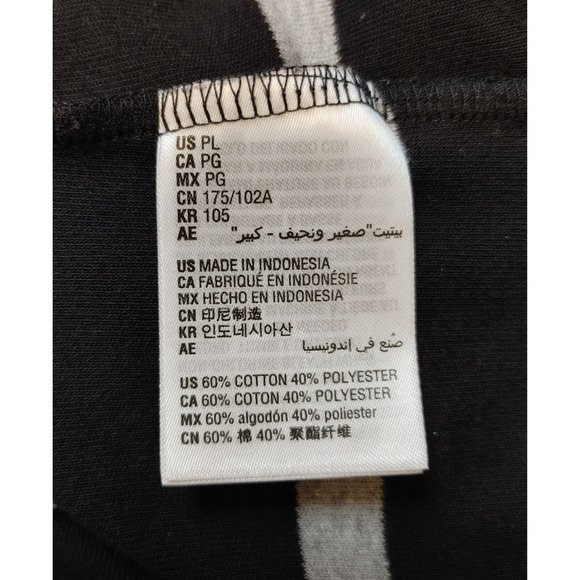 US PL
CA PG
MX PG
CN 175/102A
KR 105
AE بيتيت"صغير ونحيف - كبير"
US MADE IN INDONESIA
CA FABRIQUÉ EN INDONÉSIE
MX HECHO EN INDONESIA
CN 印尼制造
KR 인도네시아산
AE صُنع في إندونيسيا
US 60% COTTON 40% POLYESTER
CA 60% COTON 40% POLYESTER
MX 60% algodón 40% poliester
CN 60% 棉 40% 聚酯纤维